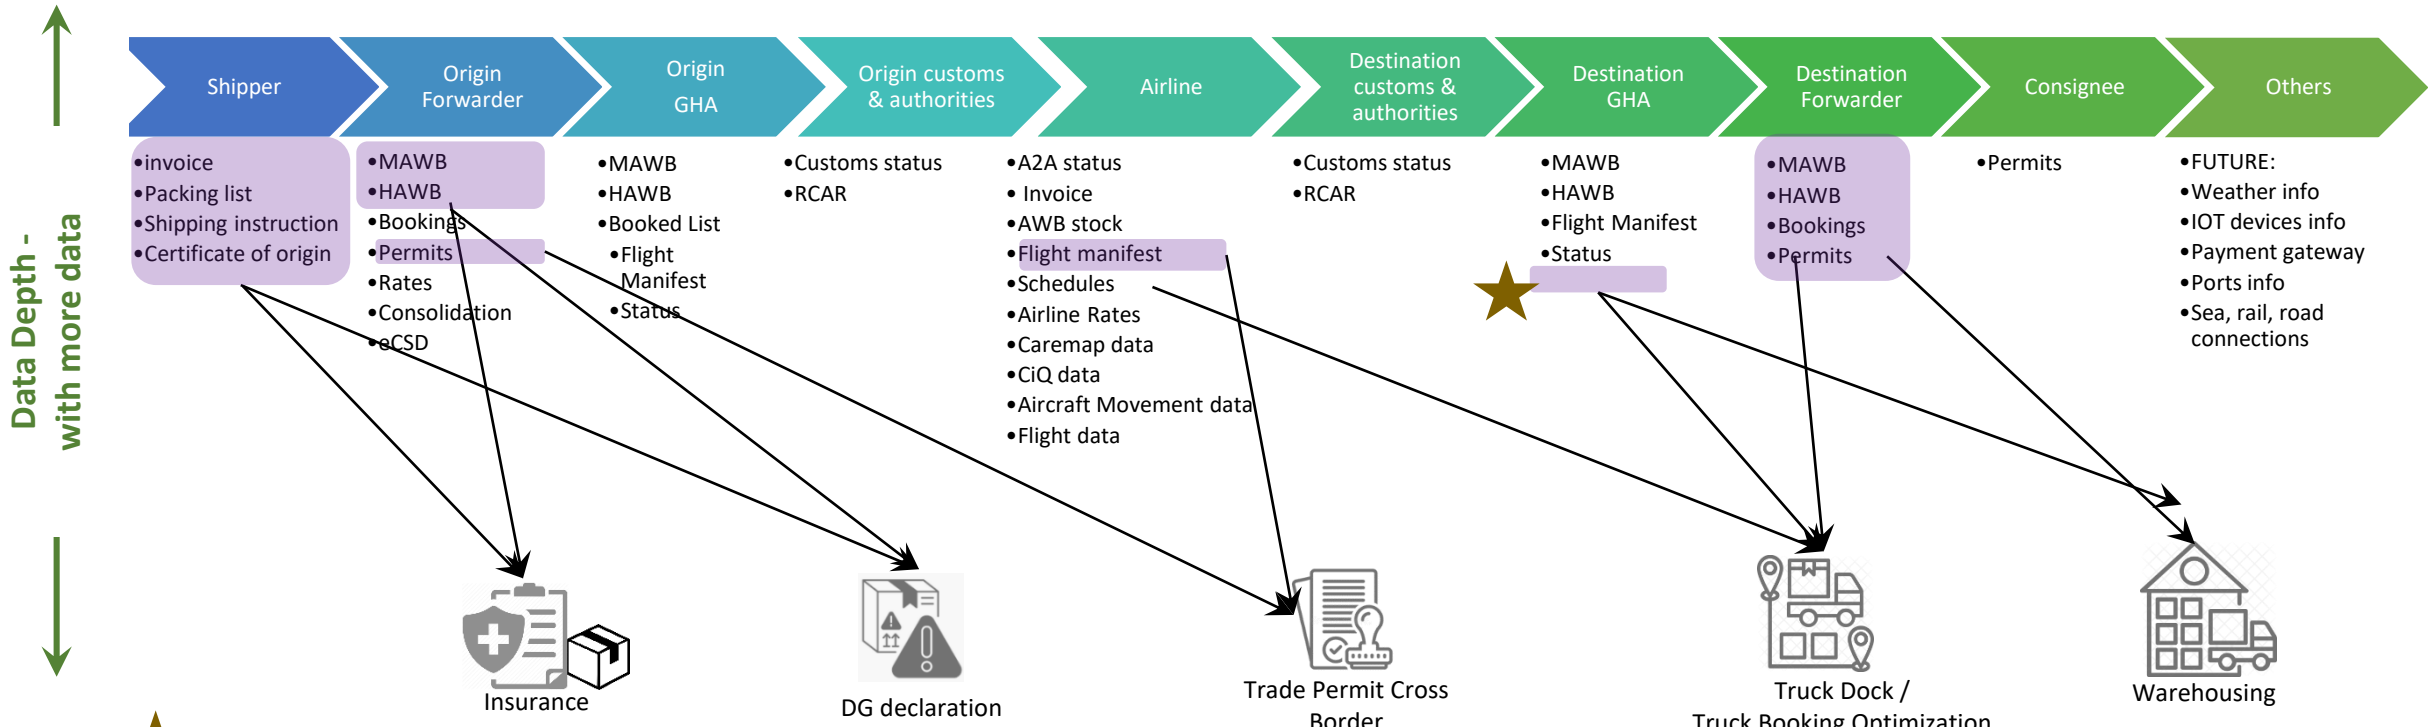 Data Depth -
with more data
Shipper
Origin
Forwarder
Origin
GHA
Origin customs
& authorities
Airline
Destination
customs &
authorities
Destination
GHA
Destination
Forwarder
Consignee
Others
•invoice
•Packing list
•Shipping instruction
•Certificate of origin
•MAWB
•HAWB
•Bookings
•Permits
•Rates
•Consolidation
•eCSD
•MAWB
•HAWB
•Booked List
•Flight
Manifest
•Status
•Customs status
•RCAR
•A2A status
• Invoice
•AWB stock
•Flight manifest
•Schedules
•Airline Rates
•Caremap data
•CiQ data
•Aircraft Movement data
•Flight data
•Customs status
•RCAR
•MAWB
•HAWB
•Flight Manifest
•Status
•MAWB
•HAWB
•Bookings
•Permits
•Permits
•FUTURE:
•Weather info
•IOT devices info
•Payment gateway
•Ports info
•Sea, rail, road
connections
Insurance
DG declaration
Trade Permit Cross
Border
Truck Dock /
Truck Booking Optimization
Warehousing